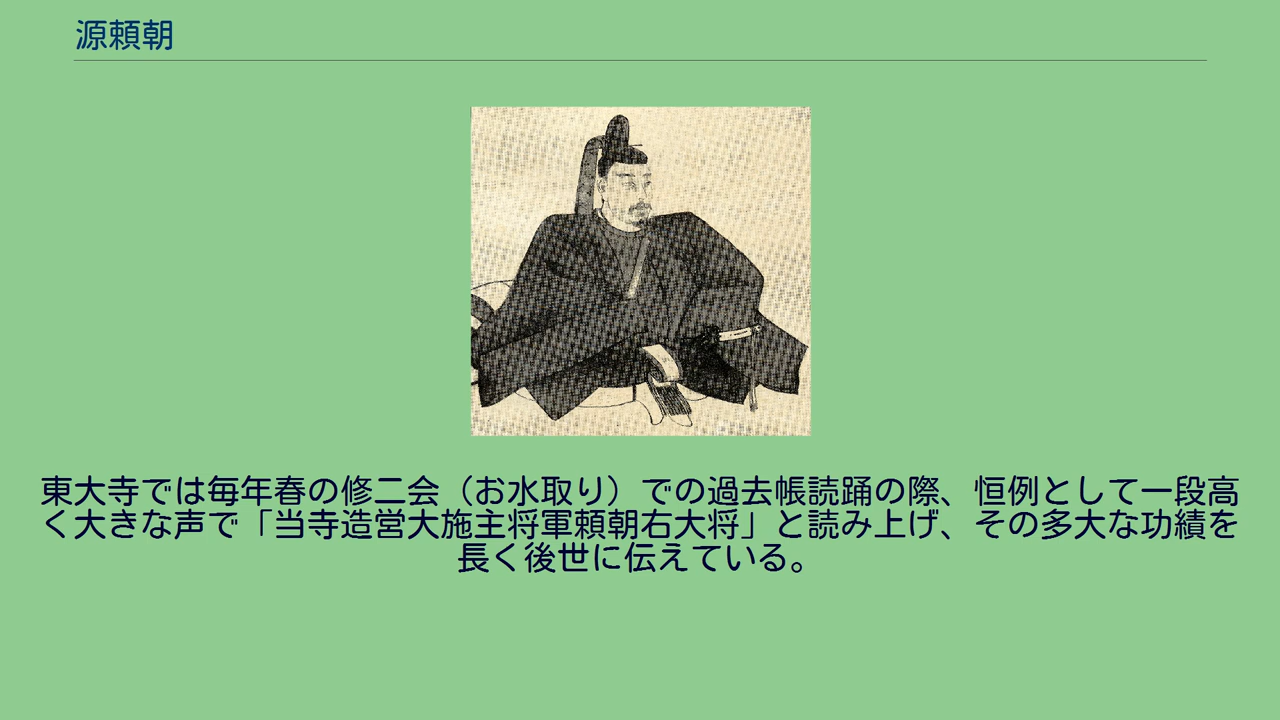 源頼朝
東大寺では毎年春の修二会（お水取り）での過去帳読踊の際、恒例として一段高
く大きな声で「当寺造営大施主将軍頼朝右大将」と読み上げ、その多大な功績を
長く後世に伝えている。